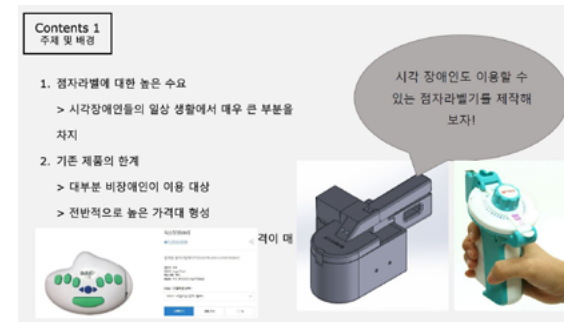 Contents 1
주제 및 배경
1. 점자라벨에 대한 높은 수요
> 시각장애인들의 일상 생활에서 매우 큰 부분을
차지
2. 기존 제품의 한계
> 대부분 비장애인이 이용 대상
> 전반적으로 높은 가격대 형성
격이 매
시각 장애인도 이용할 수
있는 점자라벨기를 제작해
보자!